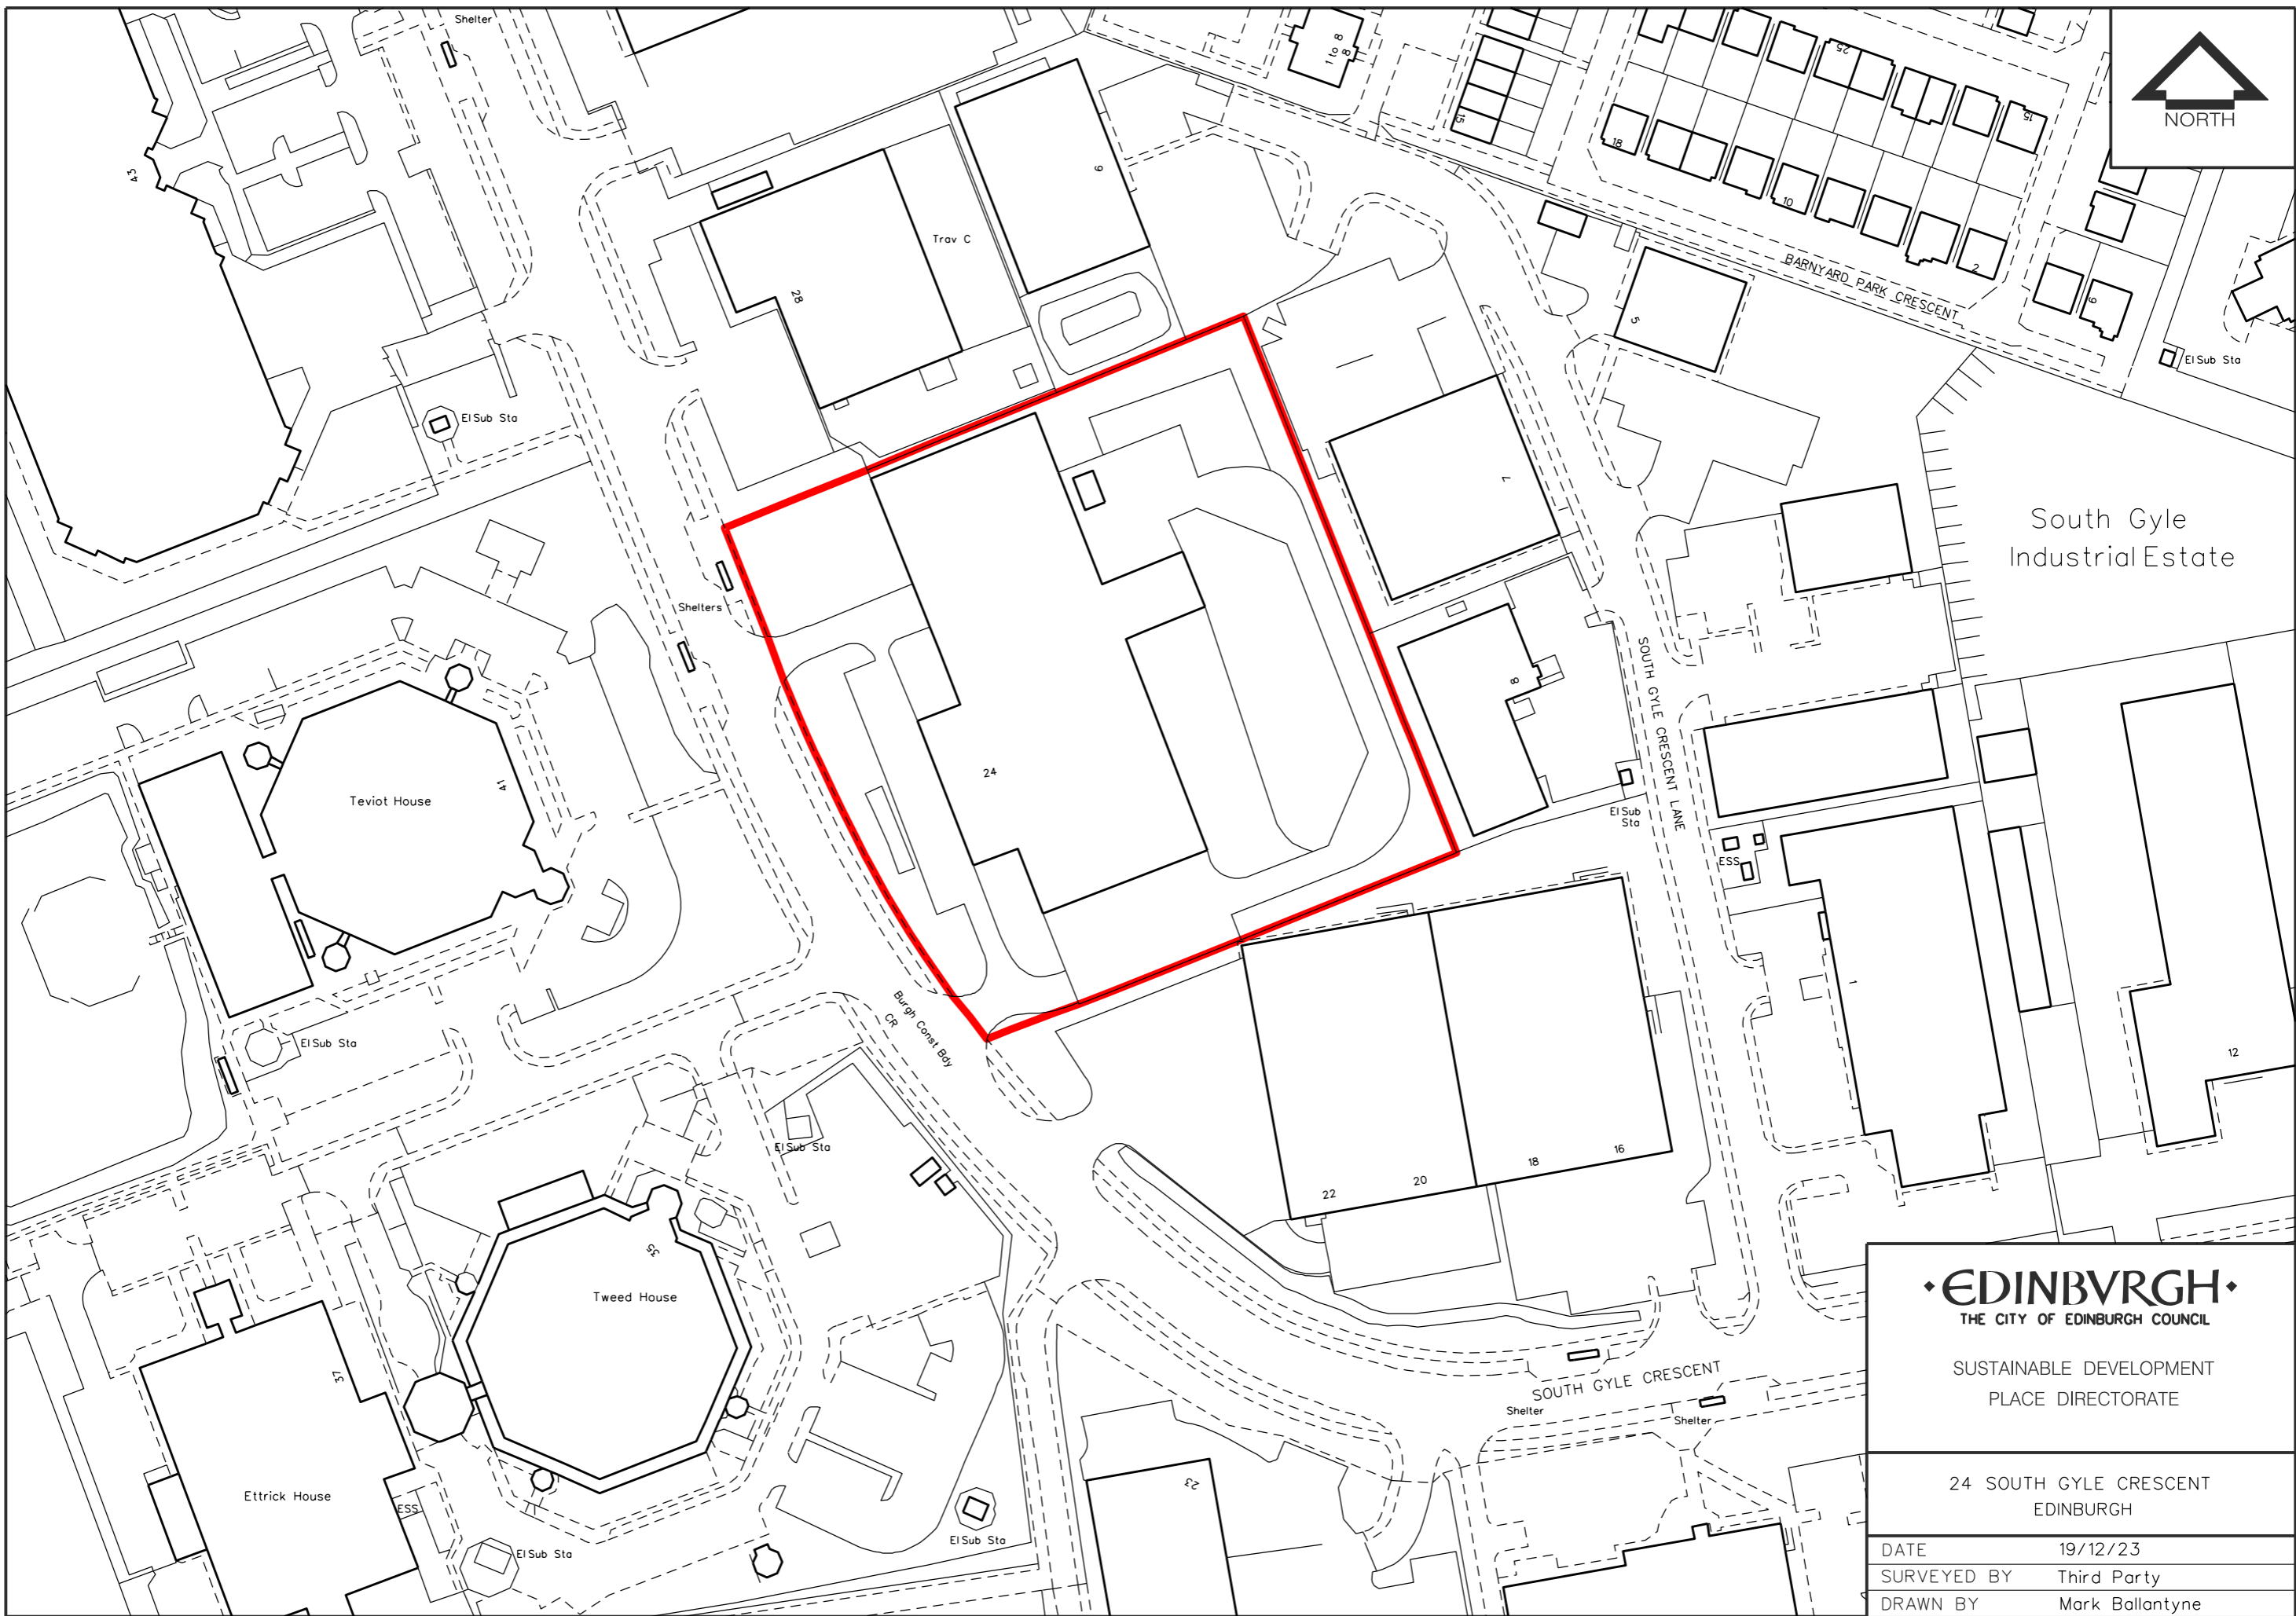 Shelter
1 to 8
8
25
15
18
15
NORTH
43
9
Trav C
28
10
2
BARNYARD PARK CRESCENT
5
9
El Sub Sta
El Sub Sta
7
South Gyle
Industrial Estate
Shelters
8
SOUTH GYLE CRESCENT LANE
24
41
Teviot House
El Sub
Sta
ESS
1
Burgh Const Bdy
CR
El Sub Sta
12
El Sub Sta
22
20
18
16
35
Tweed House
37
SOUTH GYLE CRESCENT
Shelter
Shelter
23
Ettrick House
ESS
El Sub Sta
El Sub Sta
·EDINBVRGH·
THE CITY OF EDINBURGH COUNCIL
SUSTAINABLE DEVELOPMENT
PLACE DIRECTORATE
24 SOUTH GYLE CRESCENT
EDINBURGH
DATE 19/12/23
SURVEYED BY Third Party
DRAWN BY Mark Ballantyne